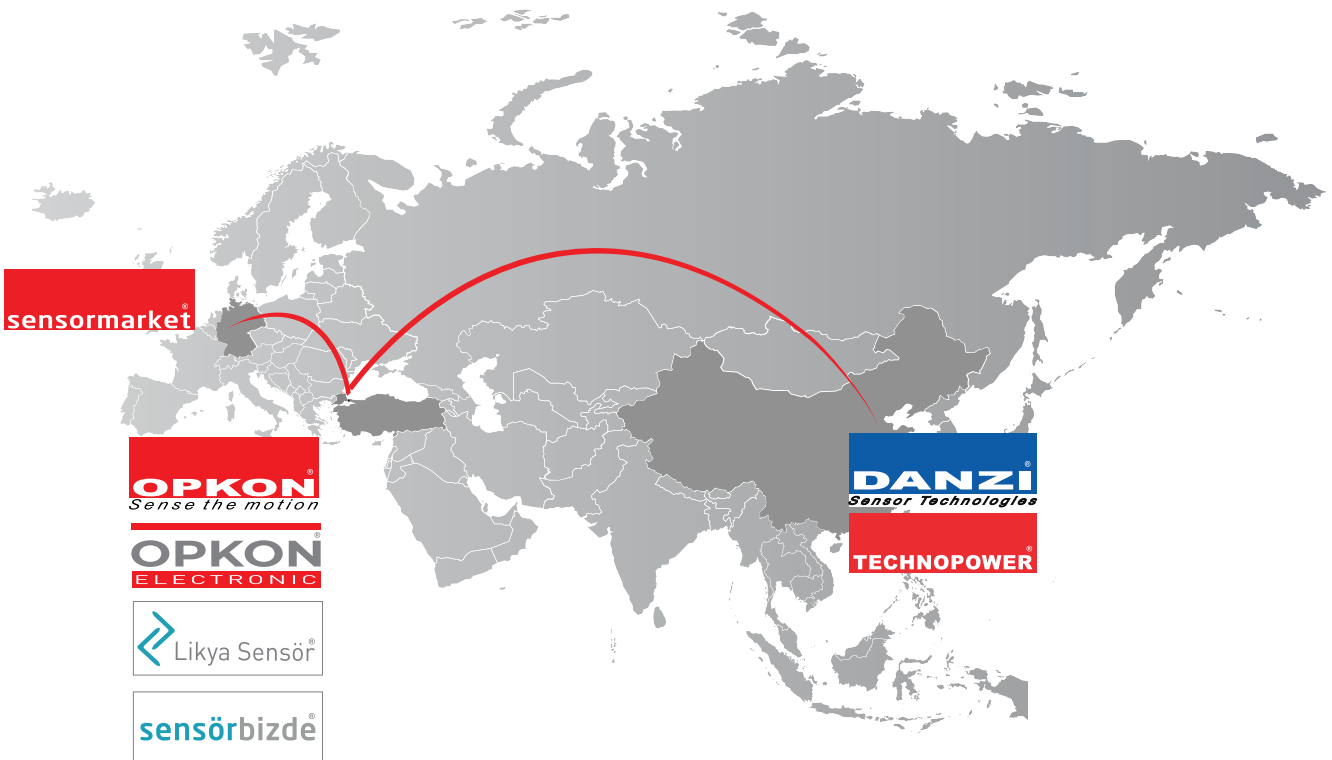 sensormarket®
OPKON®
Sense the motion
OPKON®
ELECTRONIC
Likya Sensör®
sensörbizde®
DANZi®
Sensor Technologies
TECHNOPOWER®